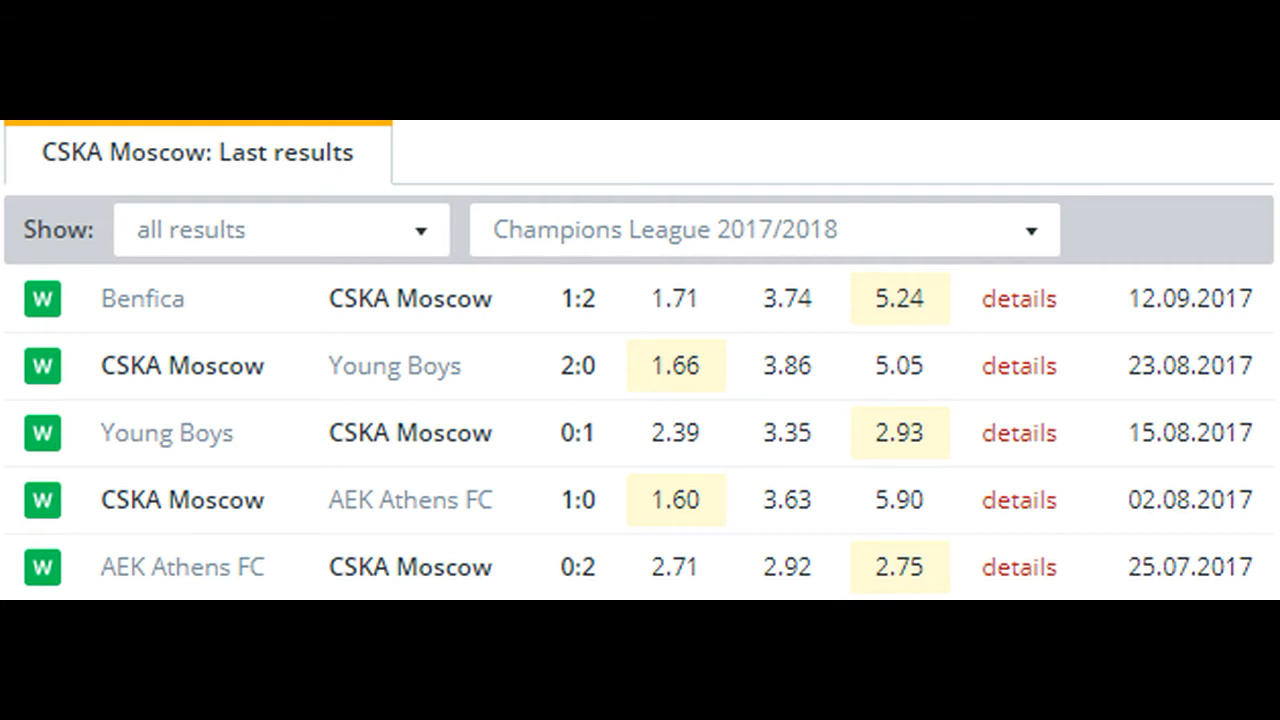 CSKA Moscow: Last results
Show: all results Champions League 2017/2018
W Benfica CSKA Moscow 1:2 1.71 3.74 5.24 details 12.09.2017
W CSKA Moscow Young Boys 2:0 1.66 3.86 5.05 details 23.08.2017
W Young Boys CSKA Moscow 0:1 2.39 3.35 2.93 details 15.08.2017
W CSKA Moscow AEK Athens FC 1:0 1.60 3.63 5.90 details 02.08.2017
W AEK Athens FC CSKA Moscow 0:2 2.71 2.92 2.75 details 25.07.2017